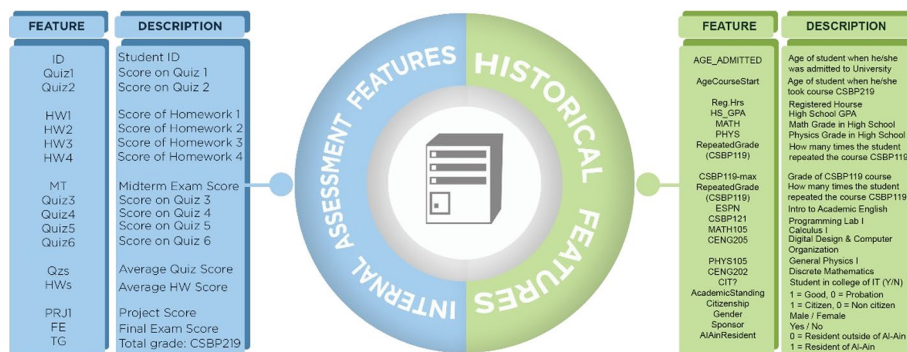 FEATURE DESCRIPTION
ID Student ID
Quiz1 Score on Quiz 1
Quiz2 Score on Quiz 2
HW1 Score of Homework 1
HW2 Score of Homework 2
HW3 Score of Homework 3
HW4 Score of Homework 4
MT Midterm Exam Score
Quiz3 Score on Quiz 3
Quiz4 Score on Quiz 4
Quiz5 Score on Quiz 5
Quiz6 Score on Quiz 6
Qzs Average Quiz Score
HWs Average HW Score
PRJ1 Project Score
FE Final Exam Score
TG Total grade: CSBP219
INTERNAL ASSESSMENT FEATURES
HISTORICAL FEATURES
FEATURE DESCRIPTION
AGE_ADMITTED Age of student when he/she
was admitted to University
AgeCourseStart Age of student when he/she
took course CSBP219
Reg.Hrs Registered Hourse
HS_GPA High School GPA
MATH Math Grade in High School
PHYS Physics Grade in High School
RepeatedGrade How many times the student
(CSBP119) repeated the course CSBP119
CSBP119-max Grade of CSBP119 course
RepeatedGrade How many times the student
(CSBP119) repeated the course CSBP119
ESPN Intro to Academic English
CSBP121 Programming Lab I
MATH105 Calculus I
CENG205 Digital Design & Computer
Organization
PHYS105 General Physics I
CENG202 Discrete Mathematics
CIT? Student in college of IT (Y/N)
AcademicStanding 1 = Good, 0 = Probation
Citizenship 1 = Citizen, 0 = Non citizen
Gender Male / Female
Sponsor Yes / No
AlAinResident 0 = Resident outside of Al-Ain
1 = Resident of Al-Ain